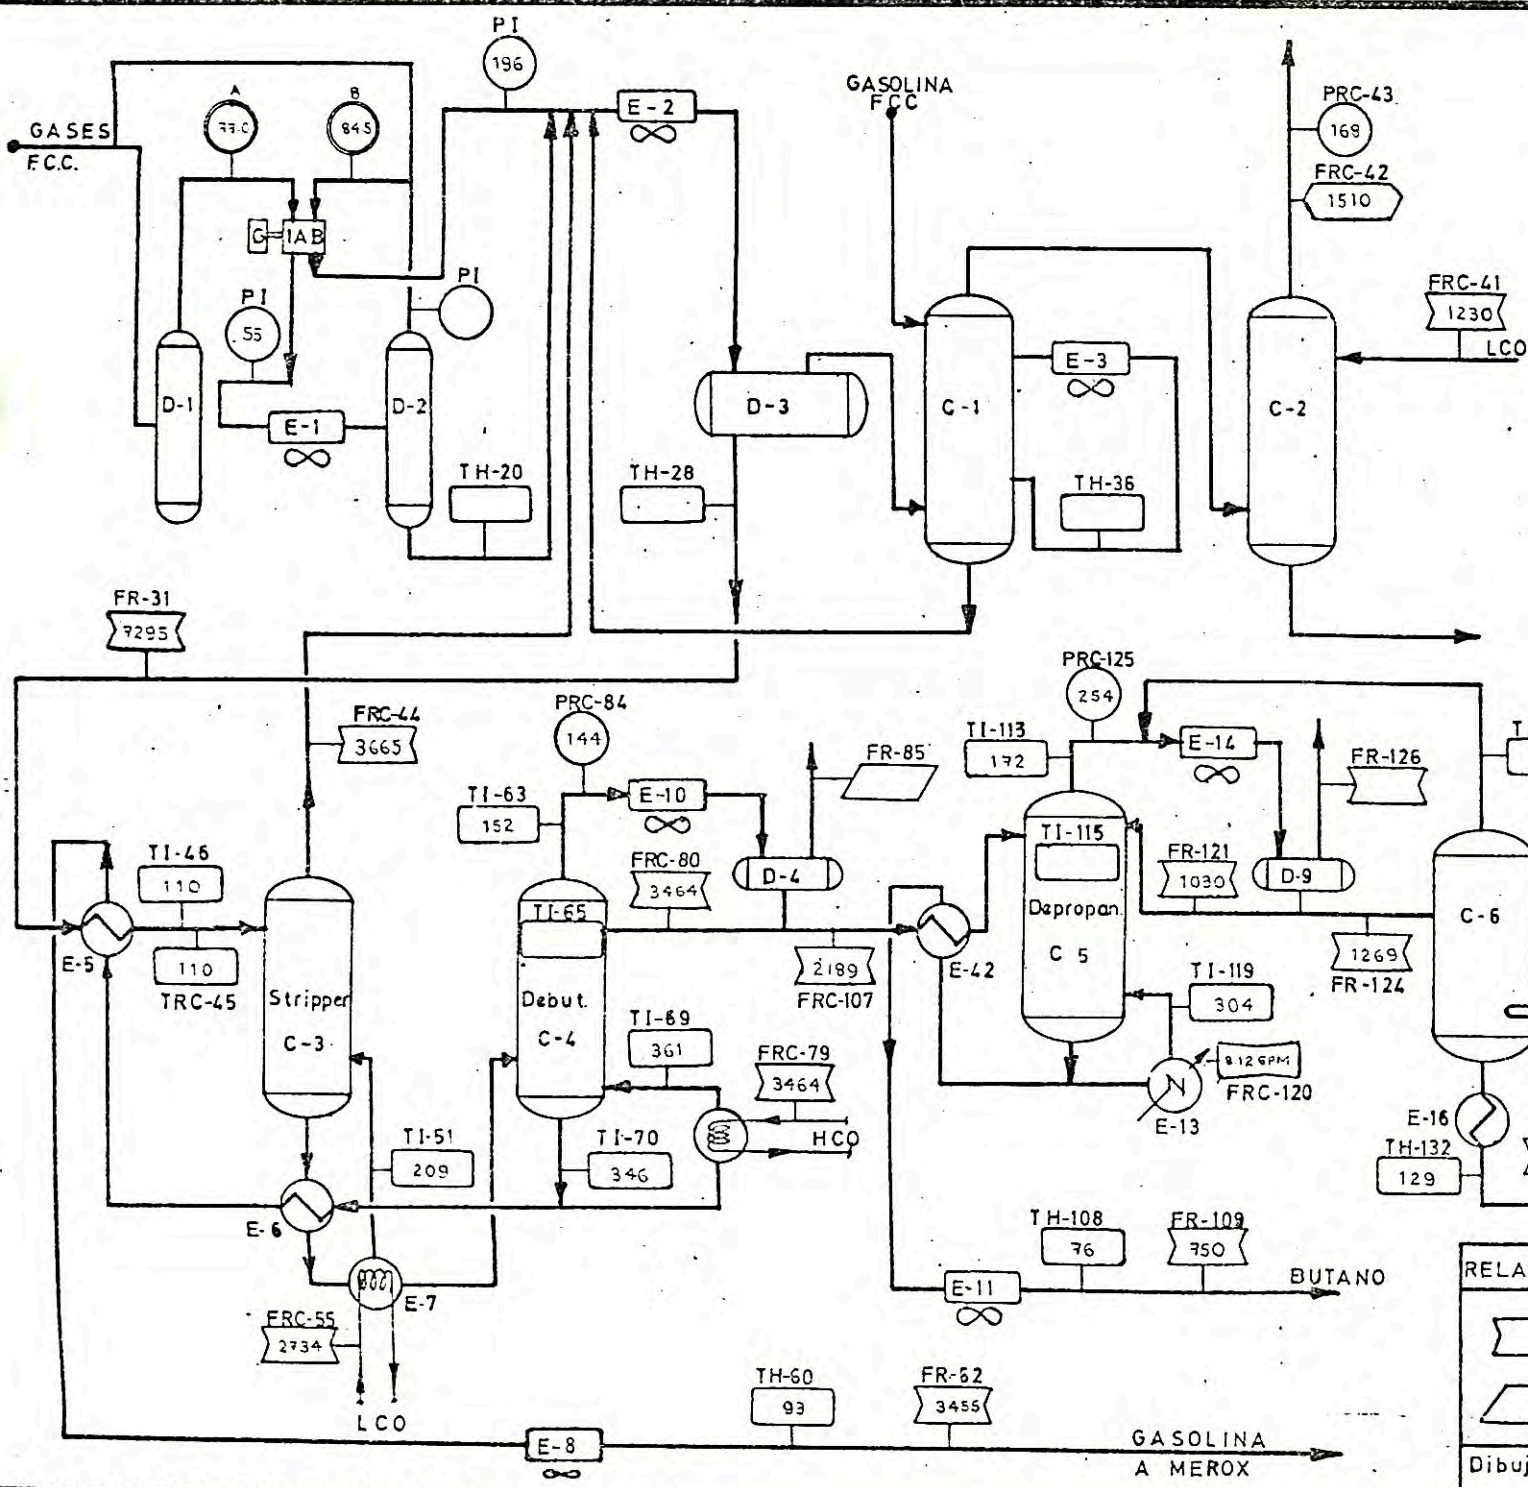 PI
196
GASOLINA
F C C
PRC-43
169
A
B
84.5
GASES
F.C.C.
E-2
FRC-42
1510
G
1AB
PI
PI
55
FRC-41
1230
LCO
D-1
E-1
D-2
D-3
C-1
E-3
C-2
TH-20
TH-28
TH-36
FR-31
7295
PRC-125
254
FRC-44
3665
PRC-84
144
TI-113
172
E-14
FR-126
T
FR-85
TI-63
152
E-10
TI-46
110
FRC-80
3464
D-4
TI-115
FR-121
1030
D-9
Depropan.
C 5
C-6
E-5
110
TRC-45
TI-65
2189
FRC-107
E-42
1269
FR-124
Stripper
C-3
Debut.
C-4
TI-69
361
TI-119
304
FRC-79
3464
8.126PM
FRC-120
HCO
E-13
E-16
TI-51
209
TI-70
346
TH-132
129
E-6
E-7
TH-108
76
FR-109
750
E-11
BUTANO
RELA
FRC-55
2734
LCO
TH-60
93
FR-62
3455
E-8
GASOLINA
A MEROX
Dibuj